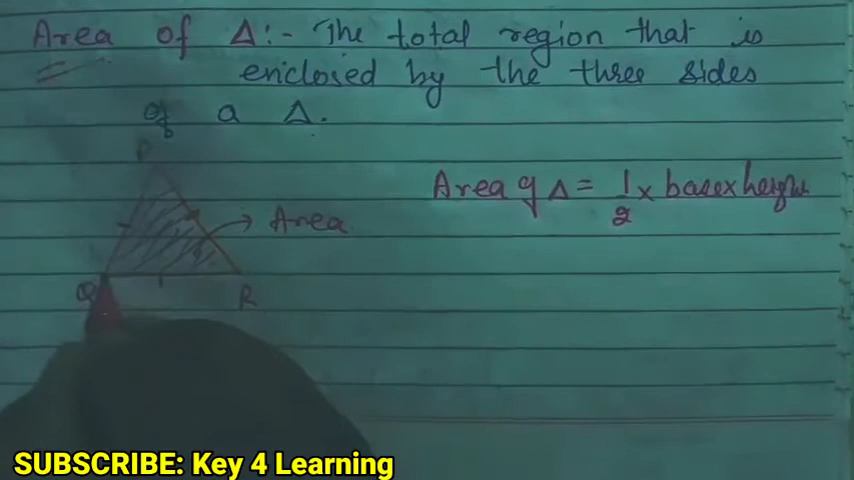 Area of Δ:- The total region that is
enclosed by the three sides
of a Δ.
P
Area of Δ = 1/2 x base x height
Area
Q R
SUBSCRIBE: Key 4 Learning